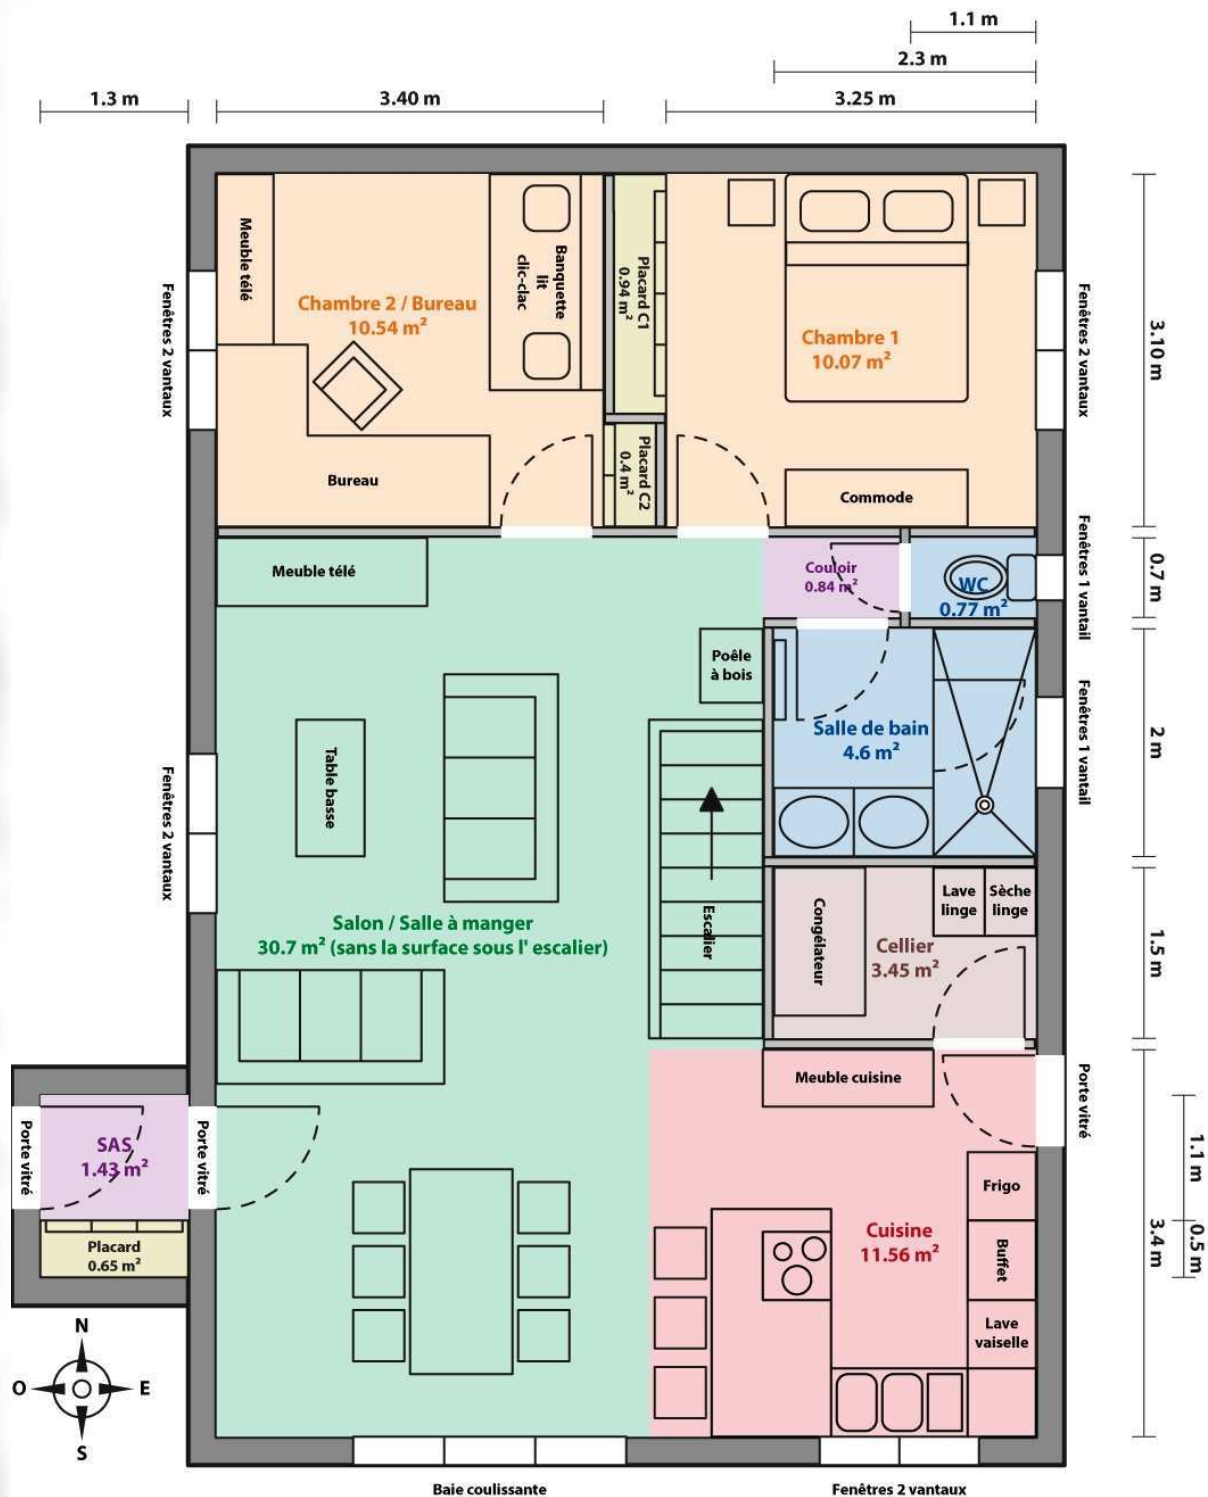 1.1 m
2.3 m
1.3 m
3.40 m
3.25 m
Meuble télé
Banquette
lit
clic-clac
Chambre 2 / Bureau
10.54 m²
Placard C1
0.94 m²
Chambre 1
10.07 m²
Fenêtres 2 vantaux
Fenêtres 2 vantaux
3.10 m
Bureau
Placard C2
0.4 m²
Commode
Fenêtres 1 vantail
Meuble télé
Couloir
0.84 m²
WC
0.77 m²
0.7 m
Poêle
à bois
Fenêtres 1 vantail
Salle de bain
4.6 m²
2 m
Table basse
Fenêtres 2 vantaux
Escalier
Salon / Salle à manger
30.7 m² (sans la surface sous l' escalier)
Congélateur
Lave
linge
Sèche
linge
Cellier
3.45 m²
1.5 m
Meuble cuisine
Porte vitré
Porte vitré
SAS
1.43 m²
Porte vitré
1.1 m
Frigo
Cuisine
11.56 m²
Buffet
3.4 m
0.5 m
Placard
0.65 m²
Lave
vaiselle
N
O
E
S
Baie coulissante
Fenêtres 2 vantaux